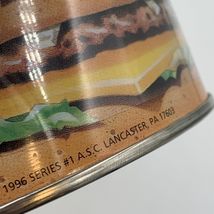 1996 SERIES #1 A.S.C. LANCASTER, PA 17603